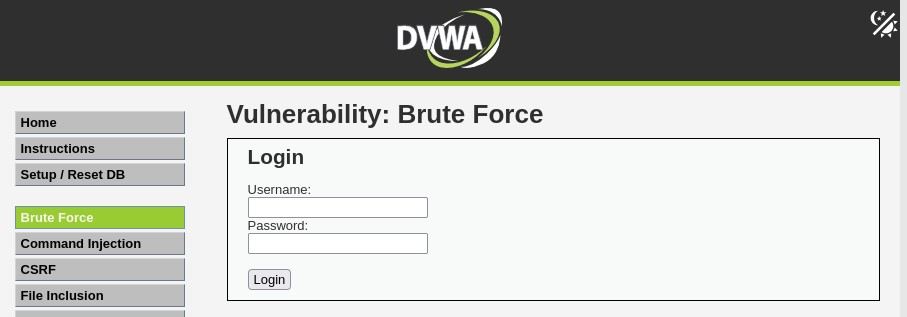 DVWA
Vulnerability: Brute Force
Home
Instructions
Setup / Reset DB
Brute Force
Command Injection
CSRF
File Inclusion
Login
Username:
Password:
Login